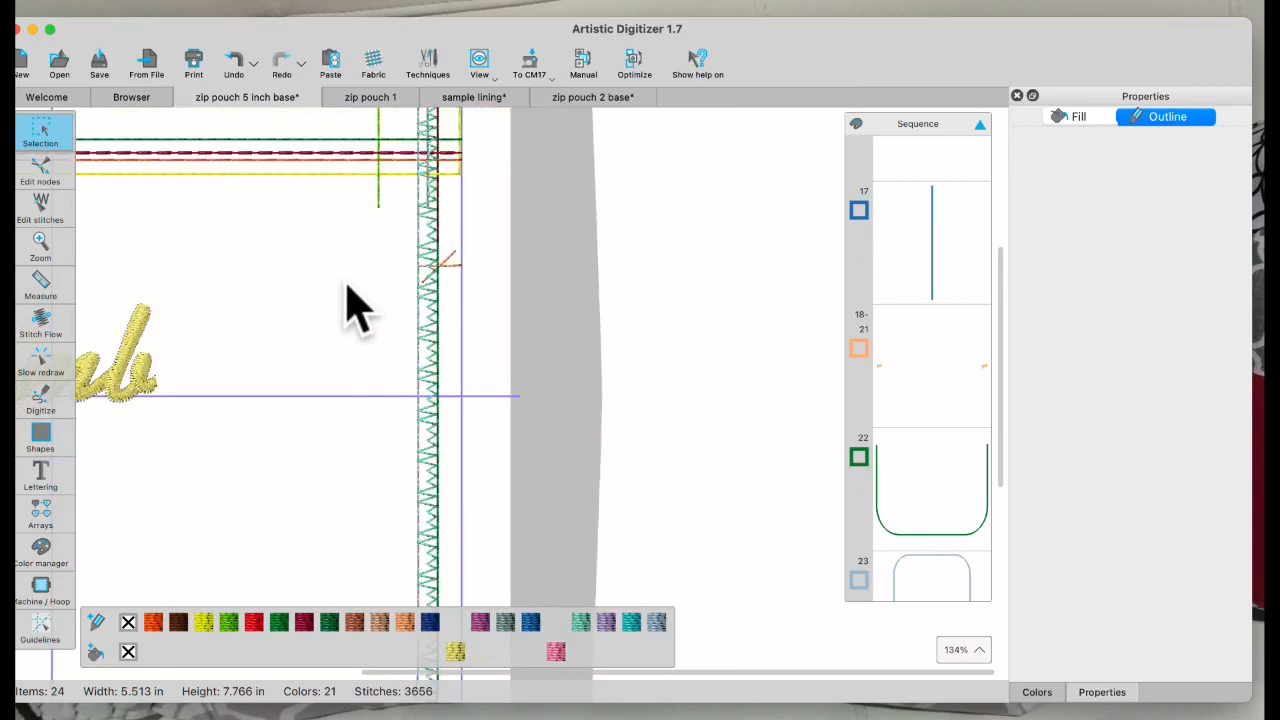 Artistic Digitizer 1.7
New Open Save From File Print Undo Redo Paste Fabric Techniques View To CM17 Manual Optimize Show help on
Welcome Browser zip pouch 5 inch base* zip pouch 1 sample lining* zip pouch 2 base*
Properties
Fill Outline
Sequence
Selection
Edit nodes
Edit stitches
Zoom
Measure
Stitch Flow
Slow redraw
Digitize
Shapes
Lettering
Arrays
Color manager
Machine / Hoop
Guidelines
17
18-
21
22
23
134%
Items: 24 Width: 5.513 in Height: 7.766 in Colors: 21 Stitches: 3656
Colors Properties